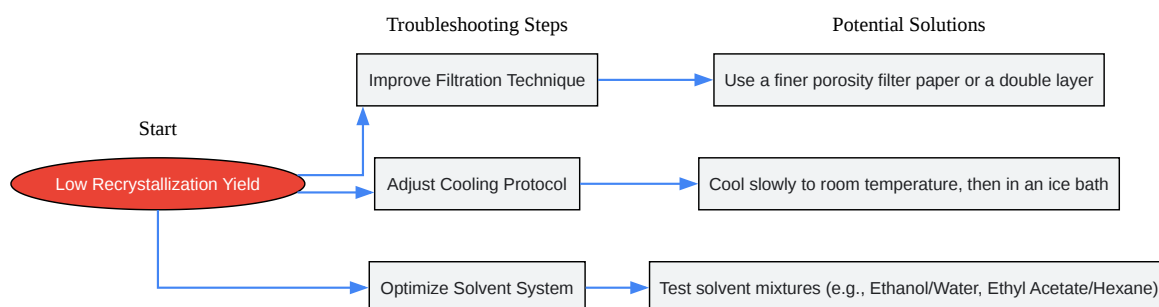 Troubleshooting Steps
Potential Solutions
Improve Filtration Technique
Use a finer porosity filter paper or a double layer
Start
Low Recrystallization Yield
Adjust Cooling Protocol
Cool slowly to room temperature, then in an ice bath
Optimize Solvent System
Test solvent mixtures (e.g., Ethanol/Water, Ethyl Acetate/Hexane)